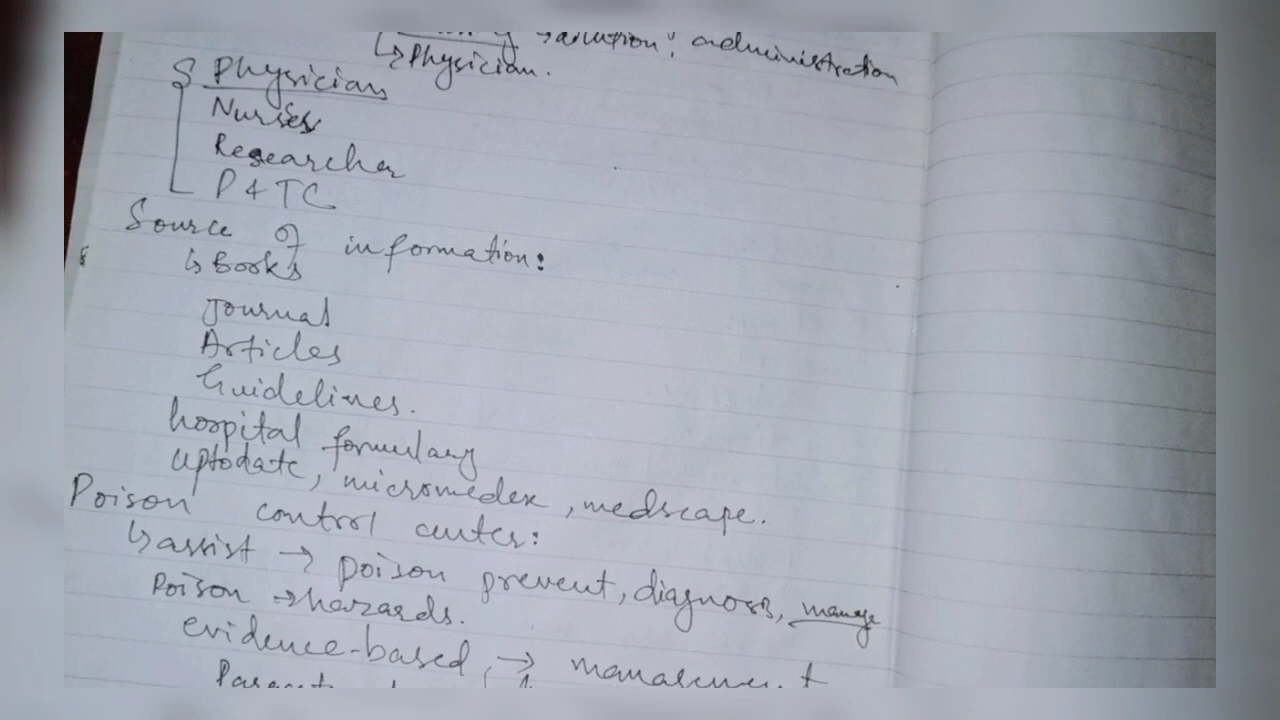 administration
↳ Physician.
Physician
Nurses
Researcher
P & TC
Source of information:
↳ Books
Journal
Articles
Guidelines.
hospital formulary
uptodate, micromedex, medscape.
Poison control center:
↳ assist → poison prevent, diagnosis, manage
Poison → hazards.
evidence-based, → management